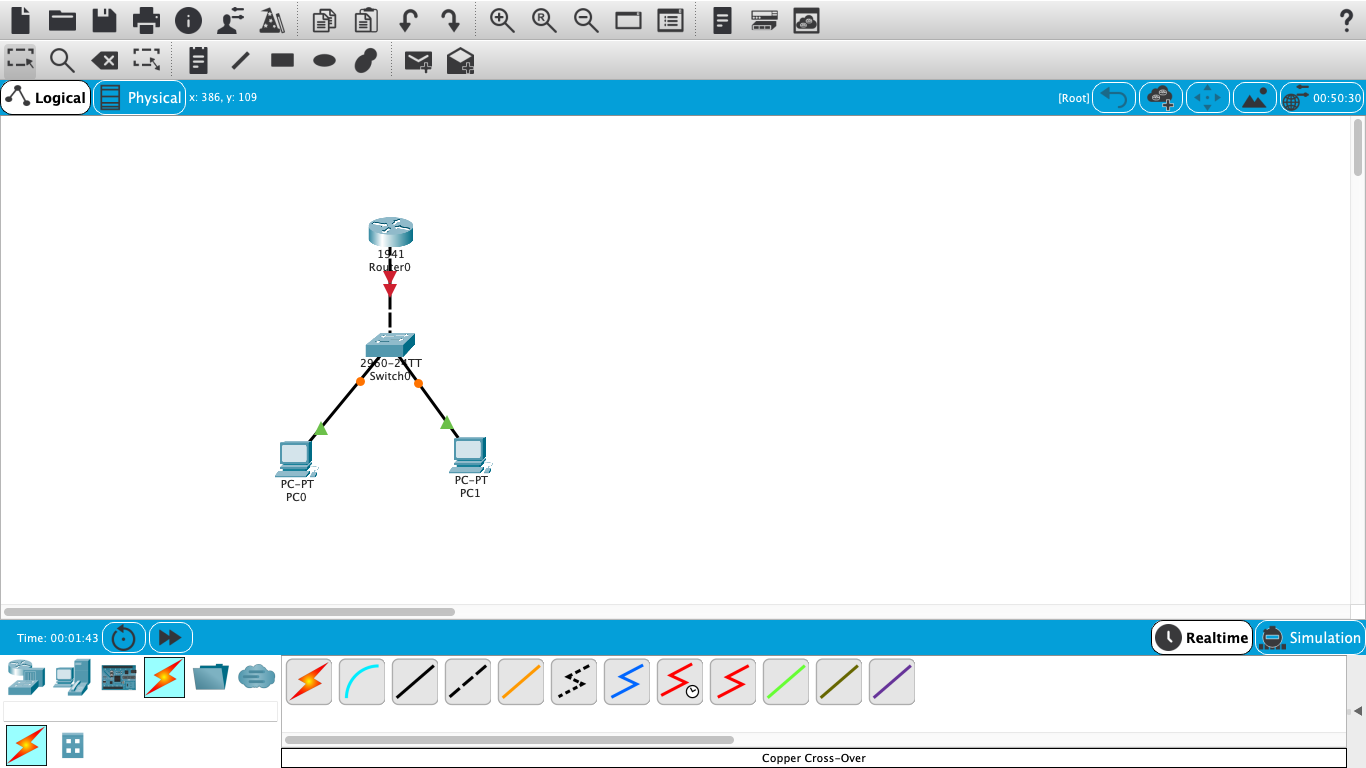 ?
Logical
Physical
x: 386, y: 109
[Root]
00:50:30
1941
Router0
2960-24TT
Switch0
PC-PT
PC0
PC-PT
PC1
Time: 00:01:43
Realtime
Simulation
Copper Cross-Over